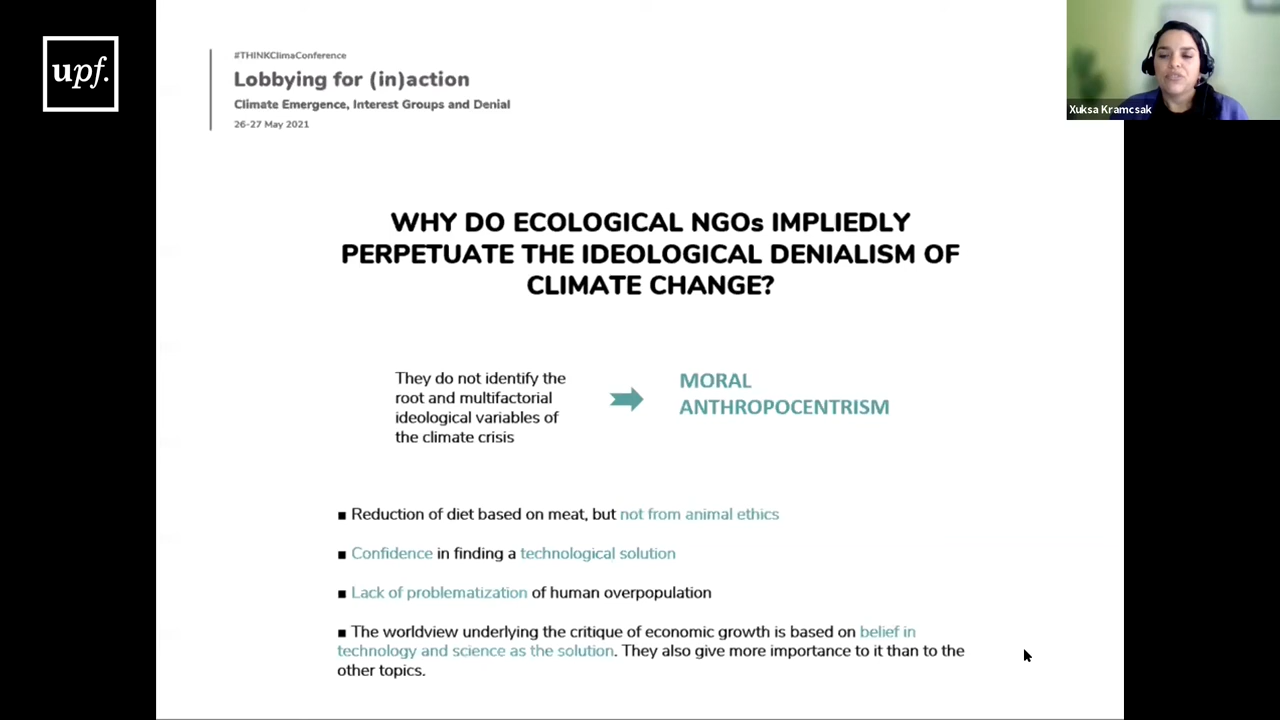 upf.
#THINKClimaConference
Lobbying for (in)action
Climate Emergence, Interest Groups and Denial
26-27 May 2021
Xuksa Kramcsak
WHY DO ECOLOGICAL NGOs IMPLIEDLY
PERPETUATE THE IDEOLOGICAL DENIALISM OF
CLIMATE CHANGE?
They do not identify the
root and multifactorial
ideological variables of
the climate crisis
MORAL
ANTHROPOCENTRISM
■ Reduction of diet based on meat, but not from animal ethics
■ Confidence in finding a technological solution
■ Lack of problematization of human overpopulation
■ The worldview underlying the critique of economic growth is based on belief in
technology and science as the solution. They also give more importance to it than to the
other topics.